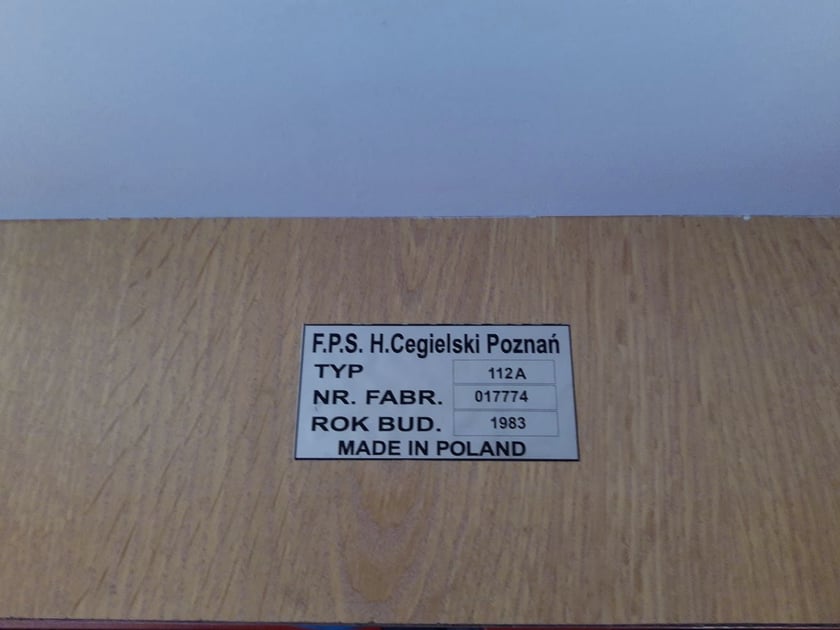 F.P.S. H.Cegielski Poznań
TYP 112A
NR. FABR. 017774
ROK BUD. 1983
MADE IN POLAND